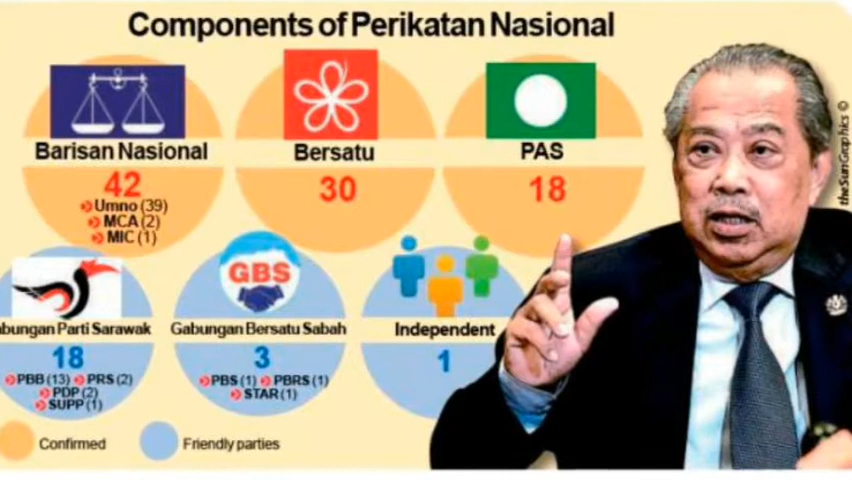 Components of Perikatan Nasional
Barisan Nasional
42
Umno (39)
MCA (2)
MIC (1)
Bersatu
30
PAS
18
abungan Parti Sarawak
18
PBB (13) PRS (2)
PDP (2)
SUPP (1)
GBS
Gabungan Bersatu Sabah
3
PBS (1) PBRS (1)
STAR (1)
Independent
1
Confirmed
Friendly parties
theSunGraphics ©